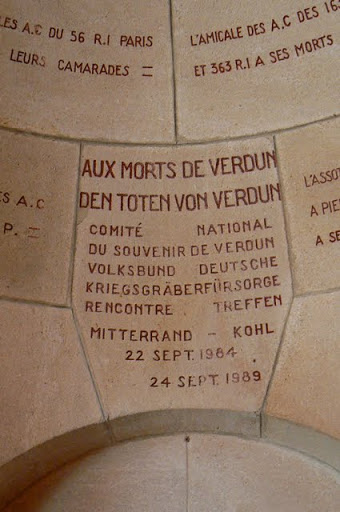 LES A.C DU 56 R.I PARIS
LEURS CAMARADES
L'AMICALE DES A.C DES 16
ET 363 R.I A SES MORTS
AUX MORTS DE VERDUN
DEN TOTEN VON VERDUN
COMITÉ NATIONAL
DU SOUVENIR DE VERDUN
VOLKSBUND DEUTSCHE
KRIEGSGRÄBERFÜRSORGE
RENCONTRE TREFFEN
MITTERRAND – KOHL
22 SEPT. 1984
24 SEPT. 1989
S A.C
P.
L'ASSO
A PIE
A SE